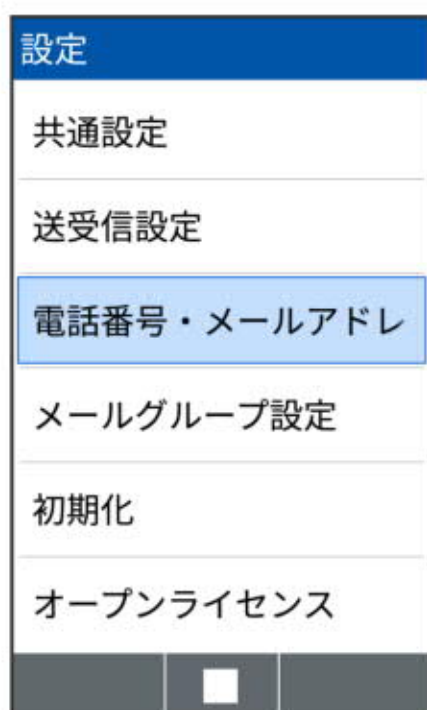 設定
共通設定
送受信設定
電話番号・メールアドレ
メールグループ設定
初期化
オープンライセンス